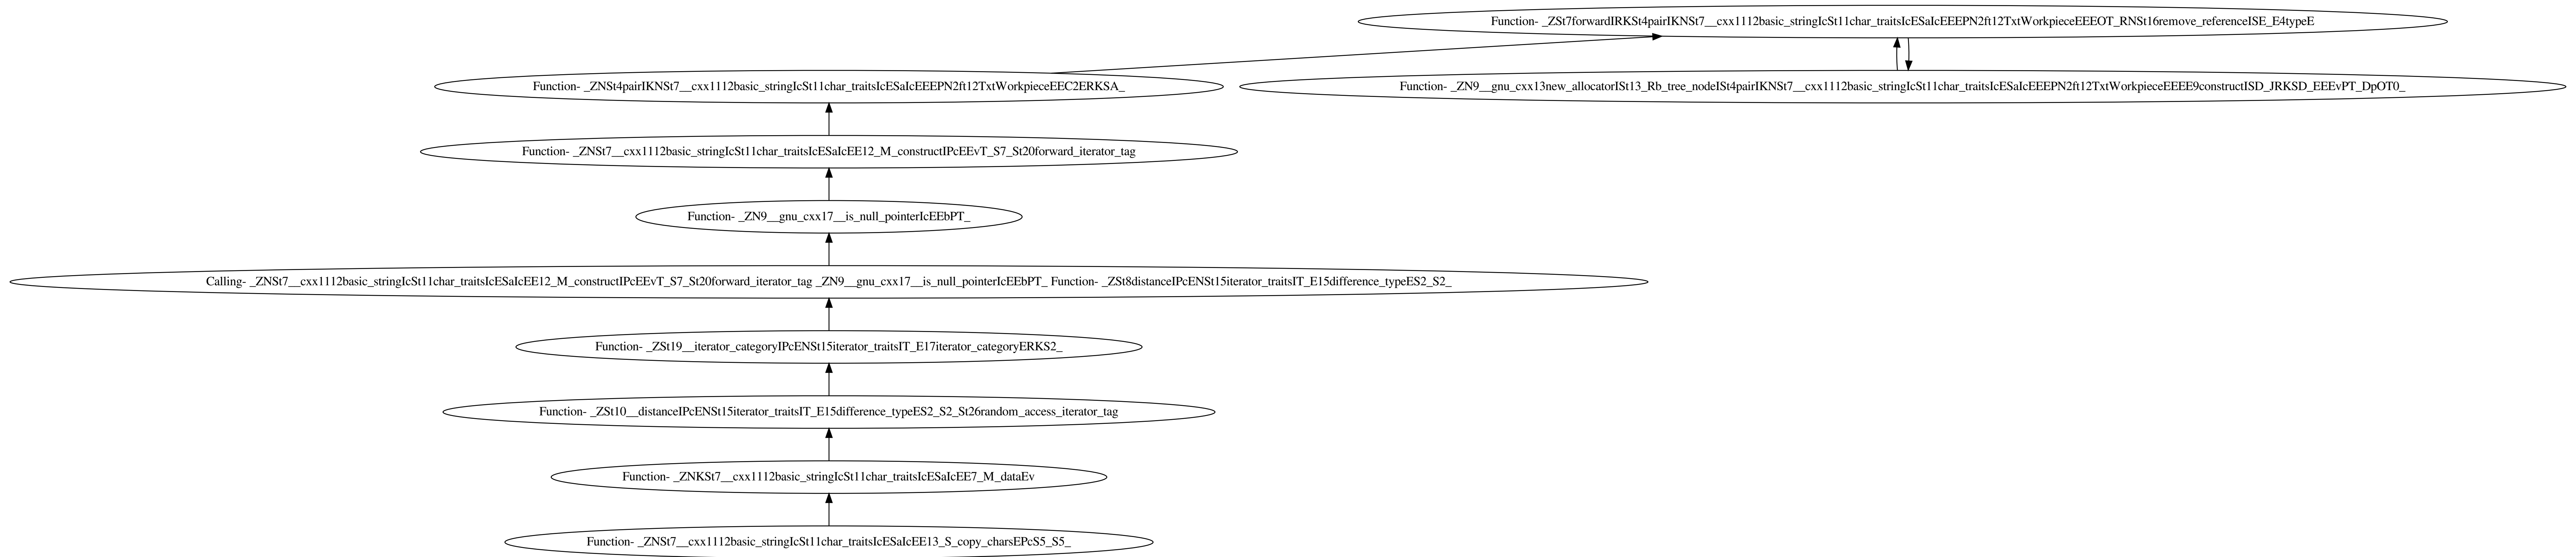 Function- _ZSt7forwardIRKSt4pairIKNSt7__cxx1112basic_stringIcSt11char_traitsIcESaIcEEEPN2ft12TxtWorkpieceEEEOT_RNSt16remove_referenceISE_E4typeE
Function- _ZNSt4pairIKNSt7__cxx1112basic_stringIcSt11char_traitsIcESaIcEEEPN2ft12TxtWorkpieceEEC2ERKSA_
Function- _ZN9__gnu_cxx13new_allocatorISt13_Rb_tree_nodeISt4pairIKNSt7__cxx1112basic_stringIcSt11char_traitsIcESaIcEEEPN2ft12TxtWorkpieceEEEE9constructISD_JRKSD_EEEvPT_DpOT0_
Function- _ZNSt7__cxx1112basic_stringIcSt11char_traitsIcESaIcEE12_M_constructIPcEEvT_S7_St20forward_iterator_tag
Function- _ZN9__gnu_cxx17__is_null_pointerIcEEbPT_
Calling- _ZNSt7__cxx1112basic_stringIcSt11char_traitsIcESaIcEE12_M_constructIPcEEvT_S7_St20forward_iterator_tag _ZN9__gnu_cxx17__is_null_pointerIcEEbPT_ Function- _ZSt8distanceIPcENSt15iterator_traitsIT_E15difference_typeES2_S2_
Function- _ZSt19__iterator_categoryIPcENSt15iterator_traitsIT_E17iterator_categoryERKS2_
Function- _ZSt10__distanceIPcENSt15iterator_traitsIT_E15difference_typeES2_S2_St26random_access_iterator_tag
Function- _ZNKSt7__cxx1112basic_stringIcSt11char_traitsIcESaIcEE7_M_dataEv
Function- _ZNSt7__cxx1112basic_stringIcSt11char_traitsIcESaIcEE13_S_copy_charsEPcS5_S5_